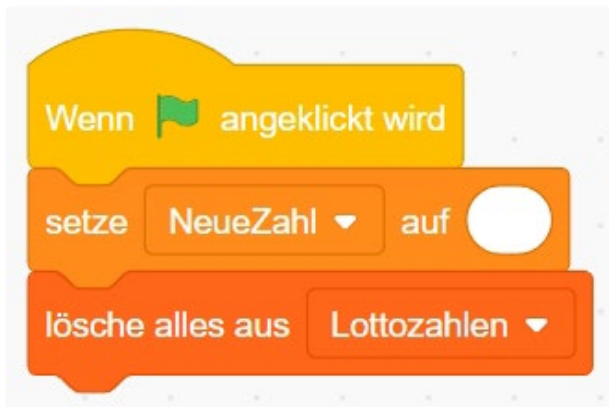 Wenn angeklickt wird
setze NeueZahl auf
lösche alles aus Lottozahlen